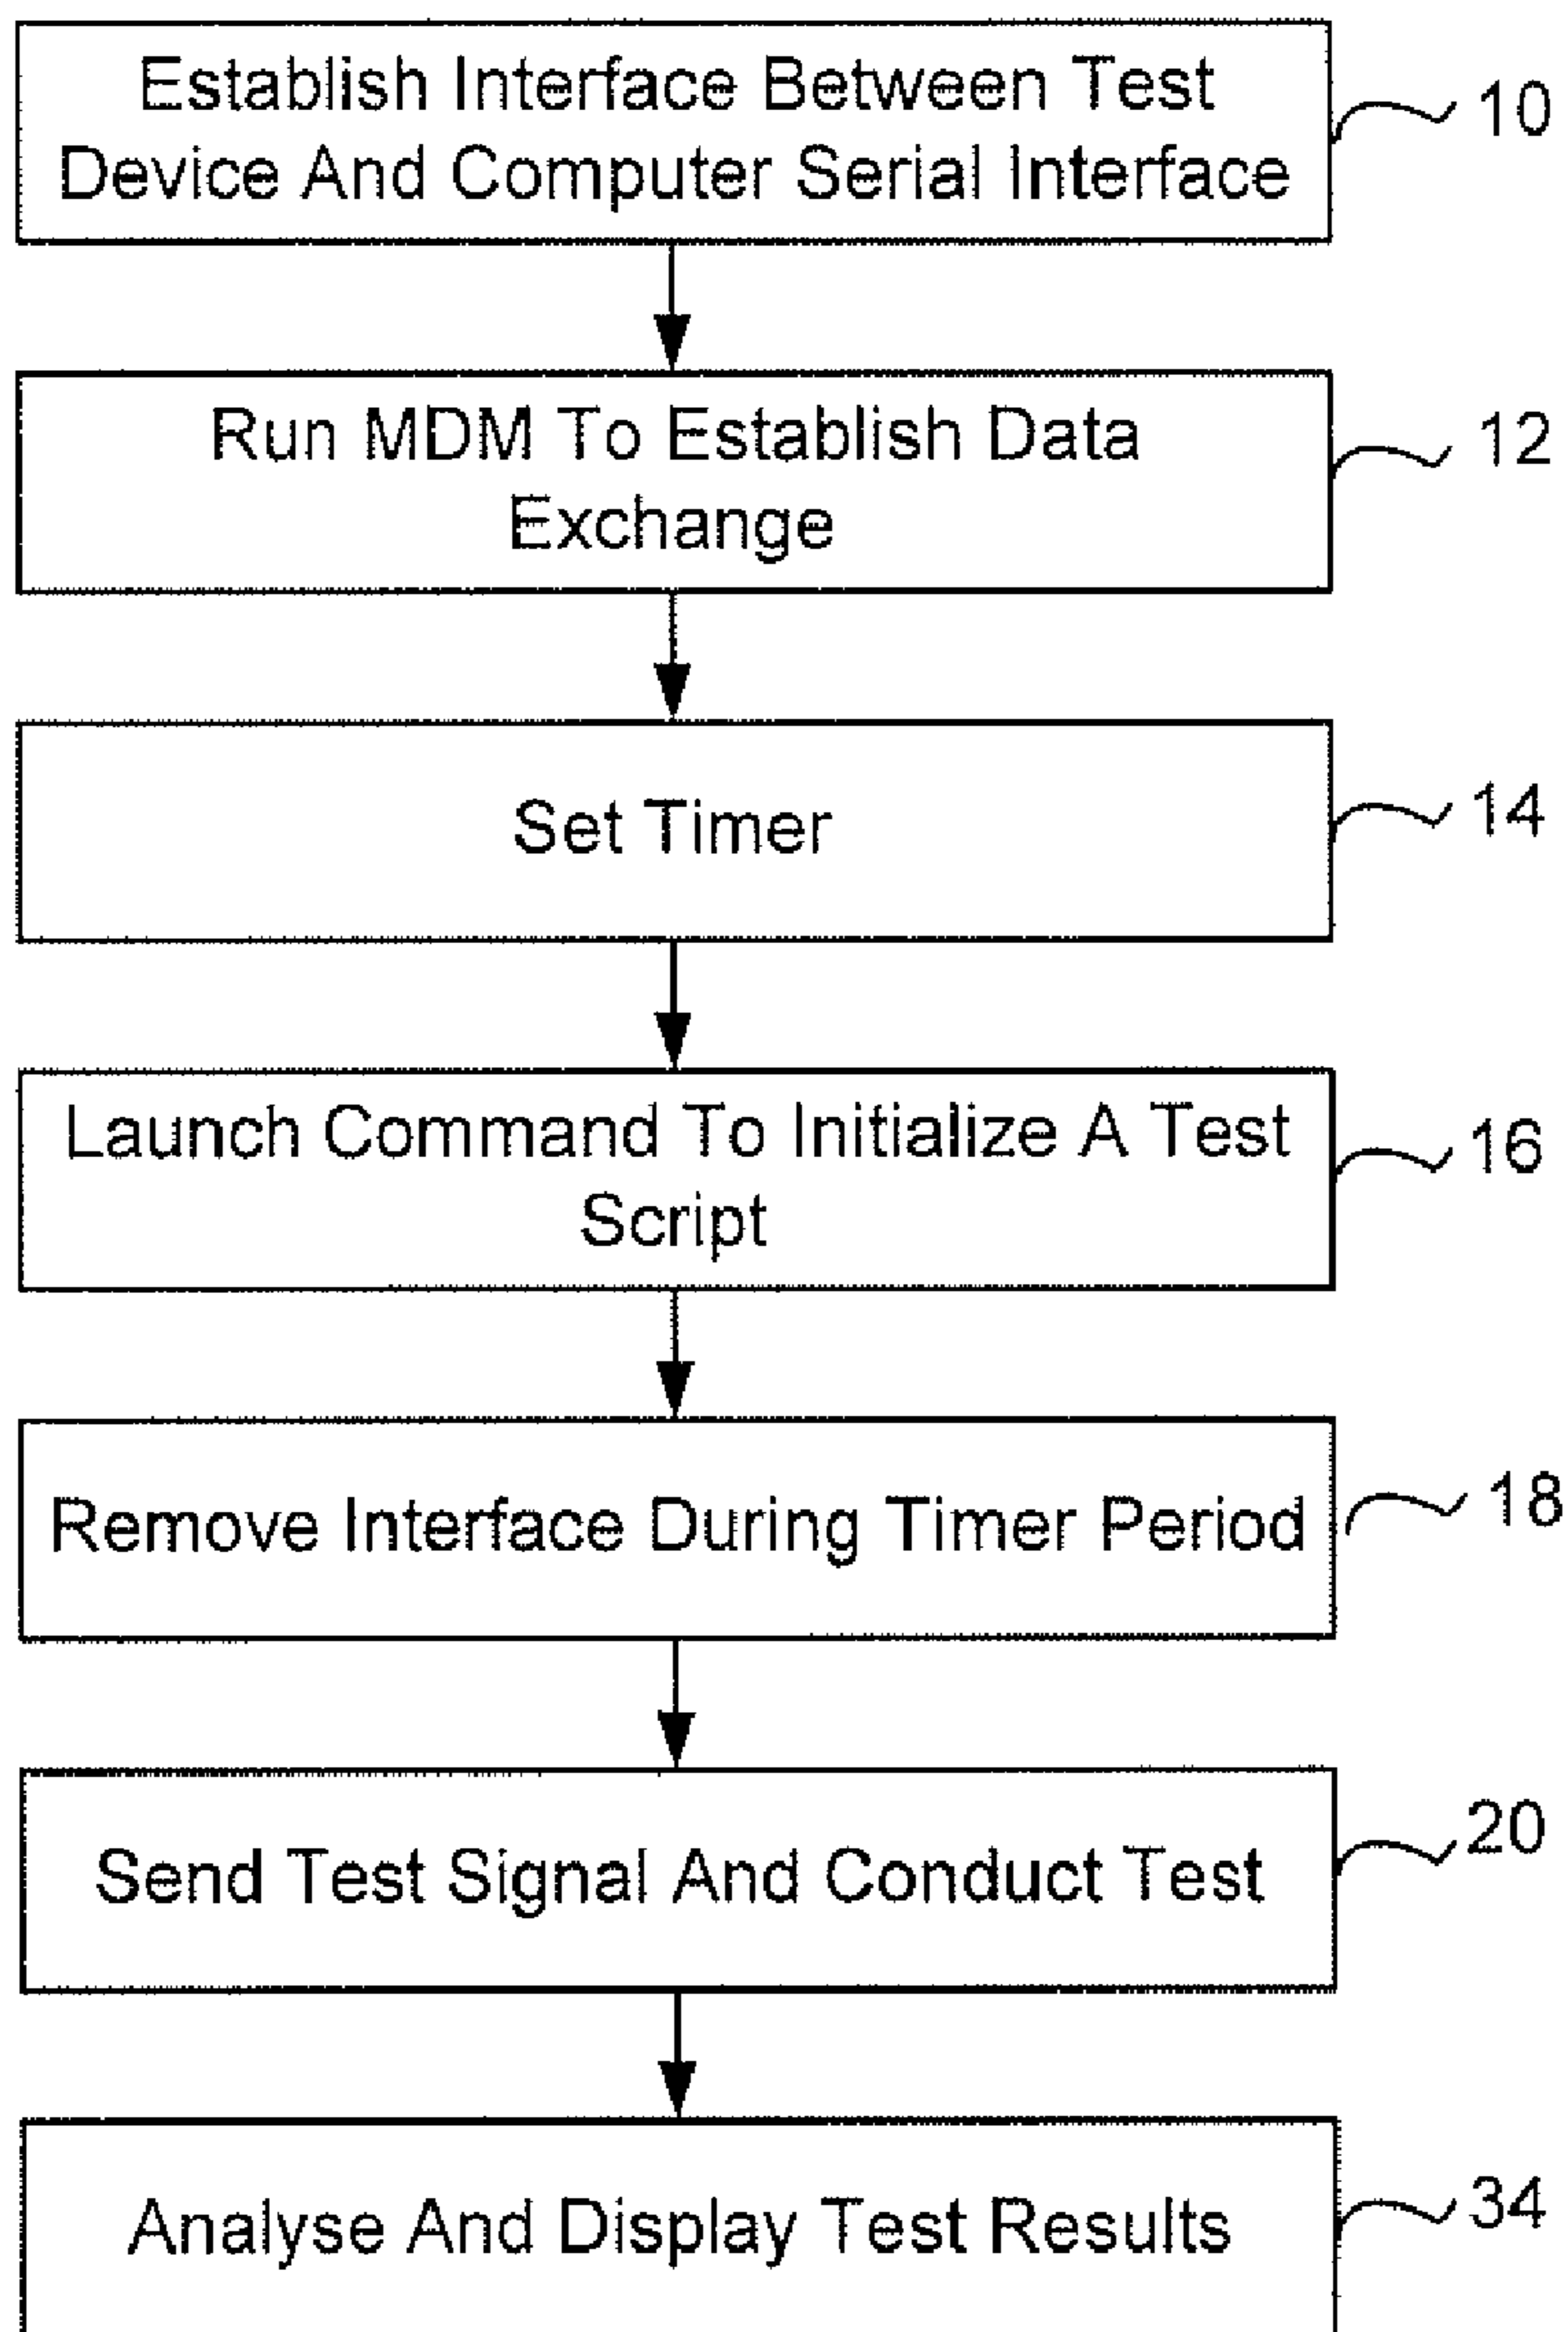 Establish Interface Between Test
Device And Computer Serial Interface
10
Run MDM To Establish Data
Exchange
12
Set Timer
14
Launch Command To Initialize A Test
Script
16
Remove Interface During Timer Period
18
Send Test Signal And Conduct Test
20
Analyse And Display Test Results
34